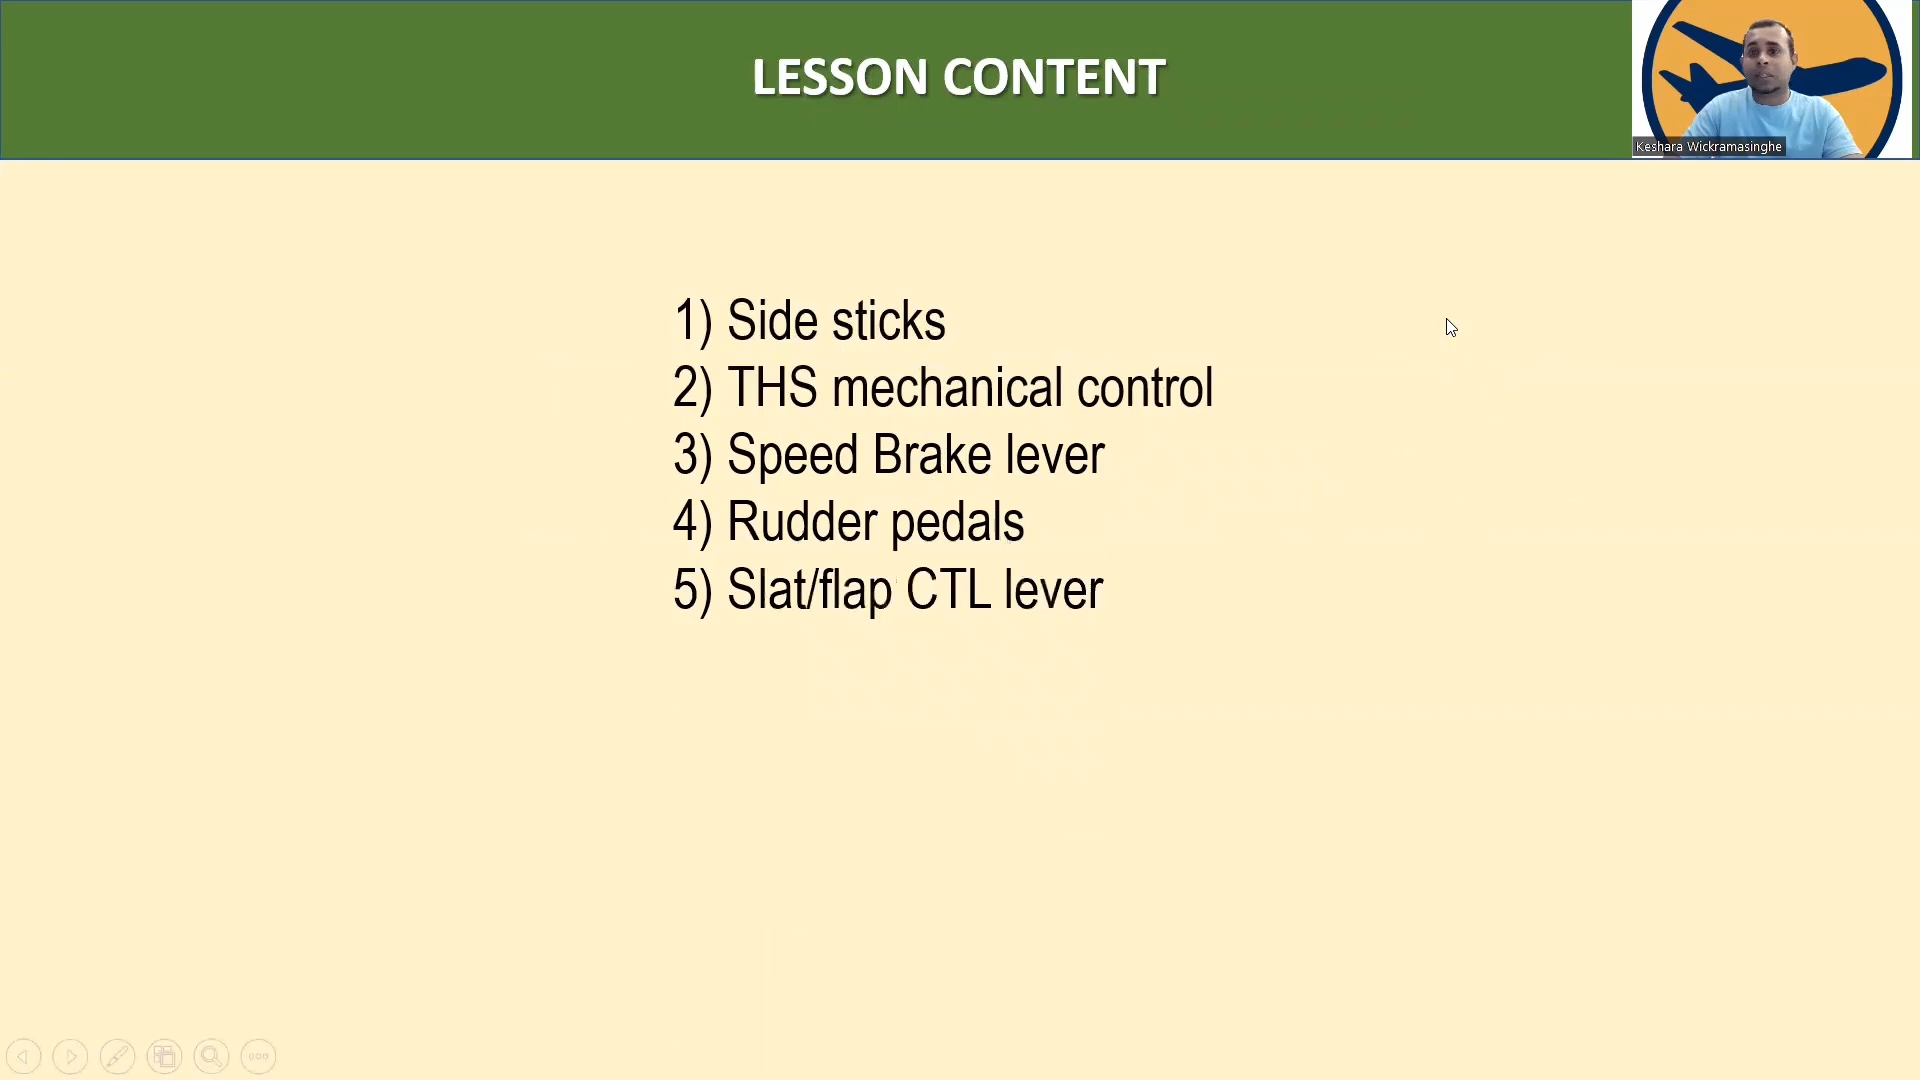 LESSON CONTENT
Keshara Wickramasinghe
1) Side sticks
2) THS mechanical control
3) Speed Brake lever
4) Rudder pedals
5) Slat/flap CTL lever